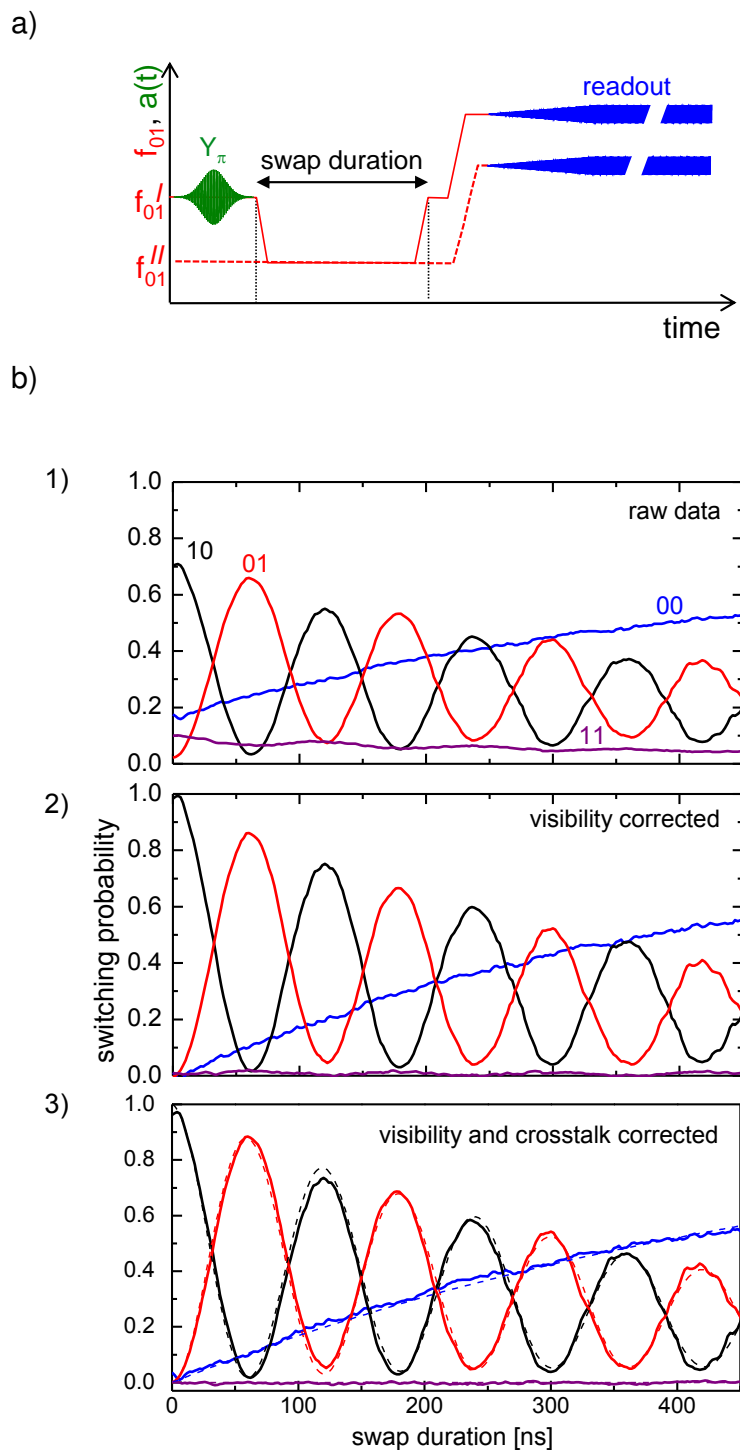 a)
f01, a(t)
readout
Yπ
swap duration
f01I
f01II
time
b)
1)
1.0
raw data
0.8
10
01
0.6
00
0.4
0.2
11
0.0
2)
1.0
visibility corrected
0.8
0.6
0.4
0.2
0.0
switching probability
3)
1.0
visibility and crosstalk corrected
0.8
0.6
0.4
0.2
0.0
0 100 200 300 400
swap duration [ns]